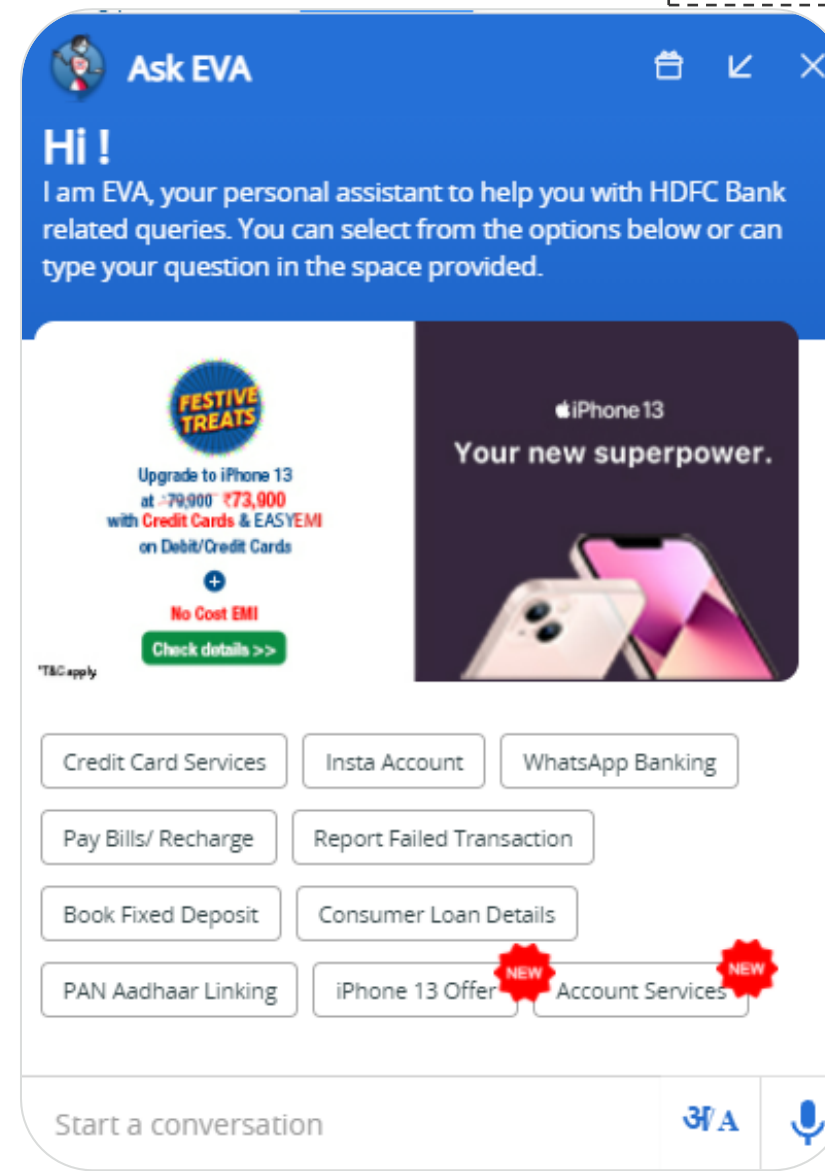 Ask EVA
Hi !
I am EVA, your personal assistant to help you with HDFC Bank
related queries. You can select from the options below or can
type your question in the space provided.
FESTIVE
TREATS
Upgrade to iPhone 13
at ₹79,900 ₹73,900
with Credit Cards & EASYEMI
on Debit/Credit Cards
+
No Cost EMI
Check details >>
*T&C apply
iPhone 13
Your new superpower.
Credit Card Services
Insta Account
WhatsApp Banking
Pay Bills/ Recharge
Report Failed Transaction
Book Fixed Deposit
Consumer Loan Details
PAN Aadhaar Linking
iPhone 13 Offer
NEW
Account Services
NEW
Start a conversation
अ/A